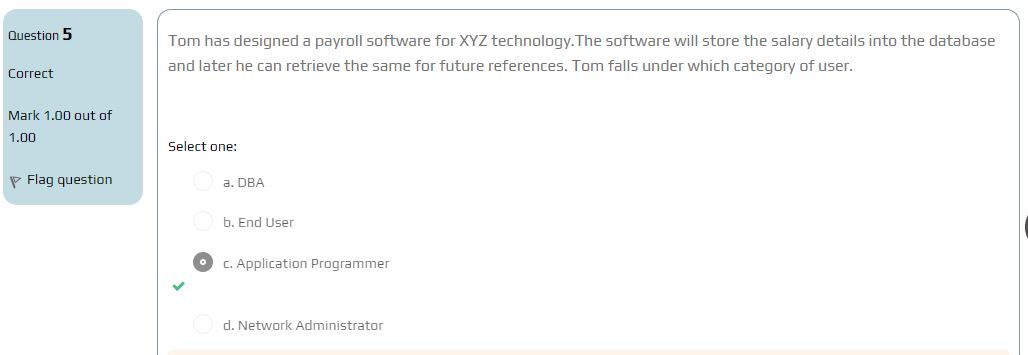 Question 5
Correct
Mark 1.00 out of
1.00
Flag question
Tom has designed a payroll software for XYZ technology.The software will store the salary details into the database
and later he can retrieve the same for future references. Tom falls under which category of user.
Select one:
a. DBA
b. End User
c. Application Programmer
d. Network Administrator